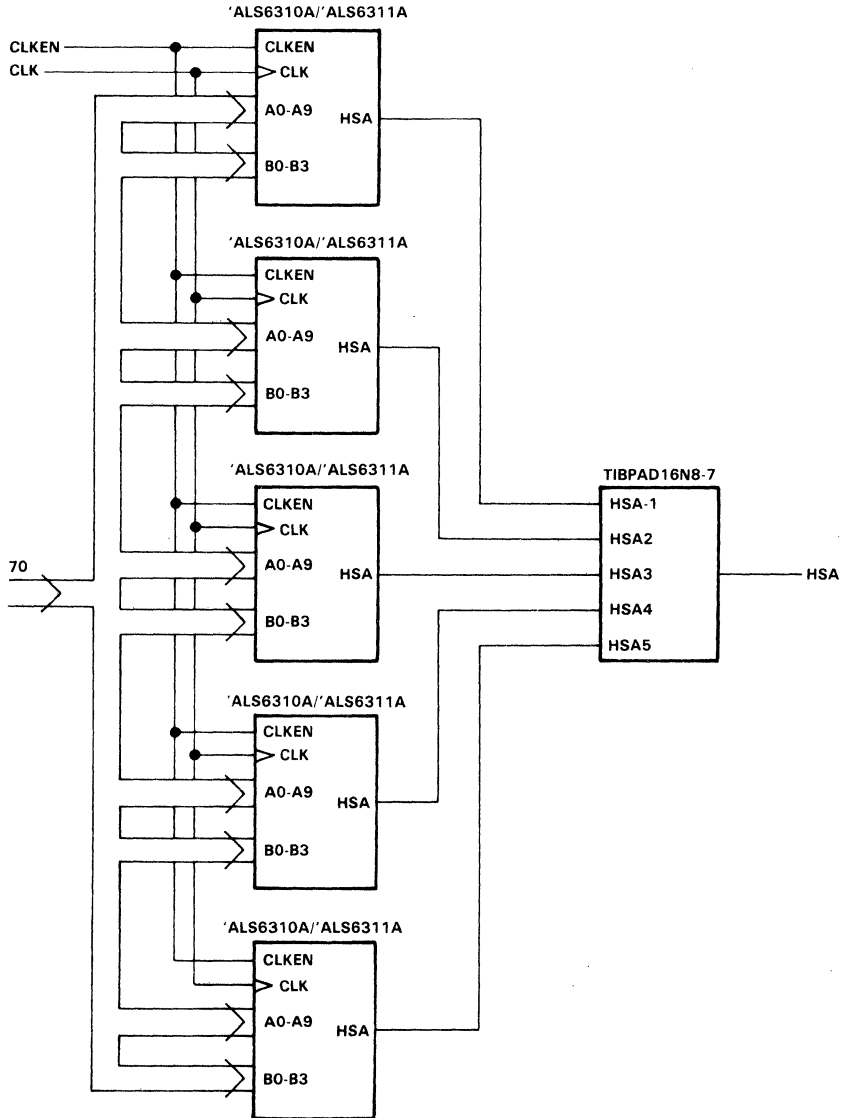 'ALS6310A/'ALS6311A
CLKEN
CLK
CLKEN
CLK
A0-A9
HSA
B0-B3
'ALS6310A/'ALS6311A
CLKEN
CLK
A0-A9
HSA
B0-B3
'ALS6310A/'ALS6311A
CLKEN
CLK
A0-A9
HSA
B0-B3
TIBPAD16N8-7
HSA-1
HSA2
HSA3
HSA4
HSA5
HSA
70
'ALS6310A/'ALS6311A
CLKEN
CLK
A0-A9
HSA
B0-B3
'ALS6310A/'ALS6311A
CLKEN
CLK
A0-A9
HSA
B0-B3